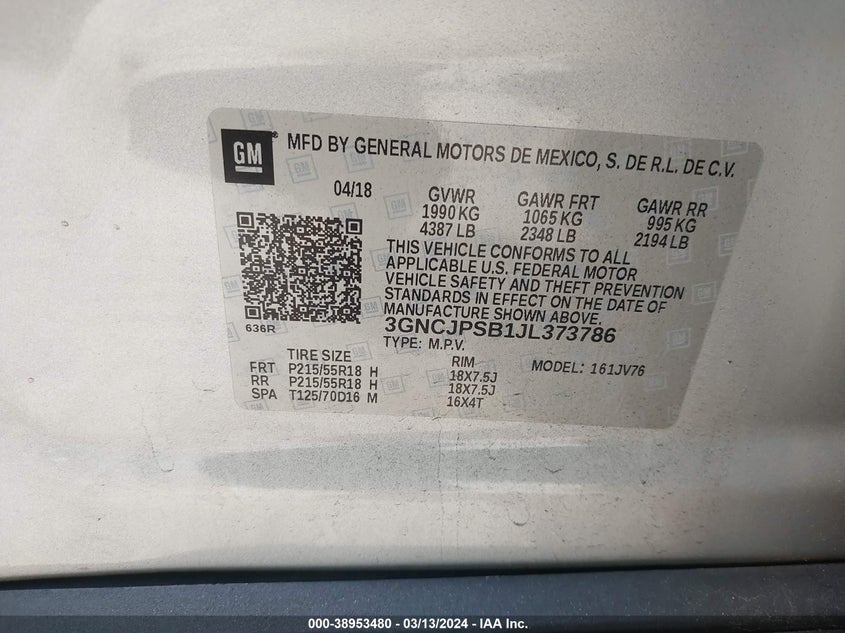 GM ® MFD BY GENERAL MOTORS DE MEXICO, S. DE R.L. DE C.V.
04/18 GVWR GAWR FRT GAWR RR
1990 KG 1065 KG 995 KG
4387 LB 2348 LB 2194 LB
THIS VEHICLE CONFORMS TO ALL
APPLICABLE U.S. FEDERAL MOTOR
VEHICLE SAFETY AND THEFT PREVENTION
STANDARDS IN EFFECT ON THE DATE OF
MANUFACTURE SHOWN ABOVE.
636R 3GNCJPSB1JL373786
TYPE: M.P.V.
TIRE SIZE RIM MODEL: 161JV76
FRT P215/55R18 H 18X7.5J
RR P215/55R18 H 18X7.5J
SPA T125/70D16 M 16X4T
000-38953480 - 03/13/2024 - IAA Inc.